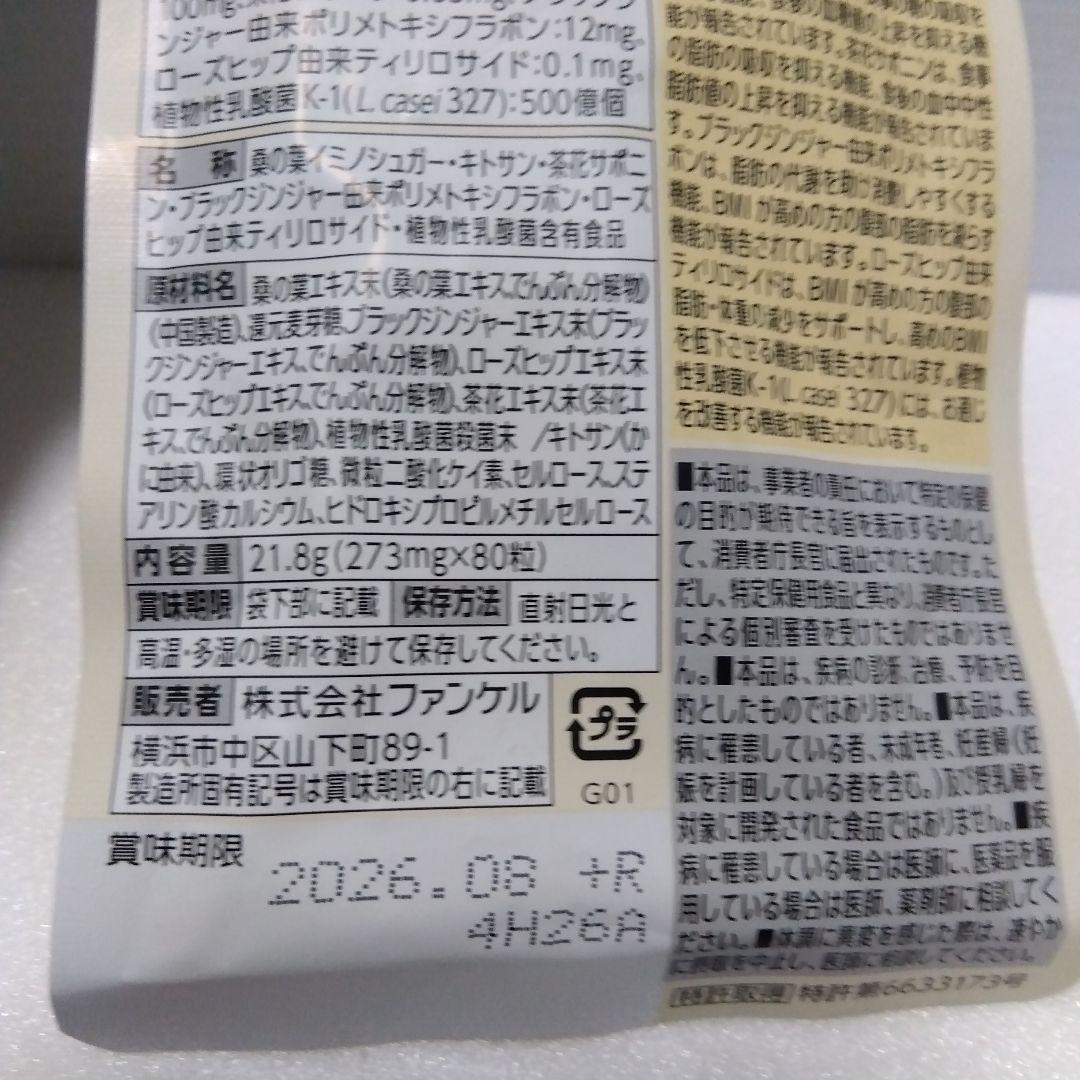 ンジャー由来ポリメトキシフラボン:12mg、
ローズヒップ由来ティリロサイド:0.1mg、
植物性乳酸菌K-1(L.casei 327):500億個
名 称 桑の葉イミノシュガー・キトサン・茶花サポニ
ン・ブラックジンジャー由来ポリメトキシフラボン・ローズ
ヒップ由来ティリロサイド・植物性乳酸菌含有食品
原材料名 桑の葉エキス末(桑の葉エキス、でんぷん分解物)
(中国製造)、還元麦芽糖、ブラックジンジャーエキス末(ブラッ
クジンジャーエキス、でんぷん分解物)、ローズヒップエキス末
(ローズヒップエキス、でんぷん分解物)、茶花エキス末(茶花エ
キス、でんぷん分解物)、植物性乳酸菌殺菌末 /キトサン(か
に由来)、環状オリゴ糖、微粒二酸化ケイ素、セルロース、ステ
アリン酸カルシウム、ヒドロキシプロピルメチルセルロース
内容量 21.8g(273mg×80粒)
賞味期限 袋下部に記載 保存方法 直射日光と
高温・多湿の場所を避けて保存してください。
販売者 株式会社ファンケル
横浜市中区山下町89-1
製造所固有記号は賞味期限の右に記載
プラ
G01
賞味期限
2026.08 +R
4H26A
能が報告されています。茶花サポニンは、食事
の脂肪の吸収を抑える機能、食後の血中中性
脂肪値の上昇を抑える機能が報告されていま
す。ブラックジンジャー由来ポリメトキシフラ
ボンは、脂肪の代謝を助け消費しやすくする
機能、BMIが高めの方の腹部の脂肪を減らす
機能が報告されています。ローズヒップ由来
ティリロサイドは、BMIが高めの方の腹部の
脂肪・体重の減少をサポートし、高めのBMI
を低下させる機能が報告されています。植物
性乳酸菌K-1(L.casei 327)には、お通じ
を改善する機能が報告されています。
■本品は、事業者の責任において特定の保健
の目的が期待できる旨を表示するものとし
て、消費者庁長官に届出されたものです。た
だし、特定保健用食品と異なり、消費者庁長官
による個別審査を受けたものではありませ
ん。■本品は、疾病の診断、治療、予防を目
的としたものではありません。■本品は、疾
病に罹患している者、未成年者、妊産婦(妊
娠を計画している者を含む。)及び授乳婦を
対象に開発された食品ではありません。■疾
病に罹患している場合は医師に、医薬品を服
用している場合は医師、薬剤師に相談してく
ださい。■体調に異変を感じた際は、速やか
に摂取を中止し、医師に相談してください。
[特許取得] 特許第6633173号